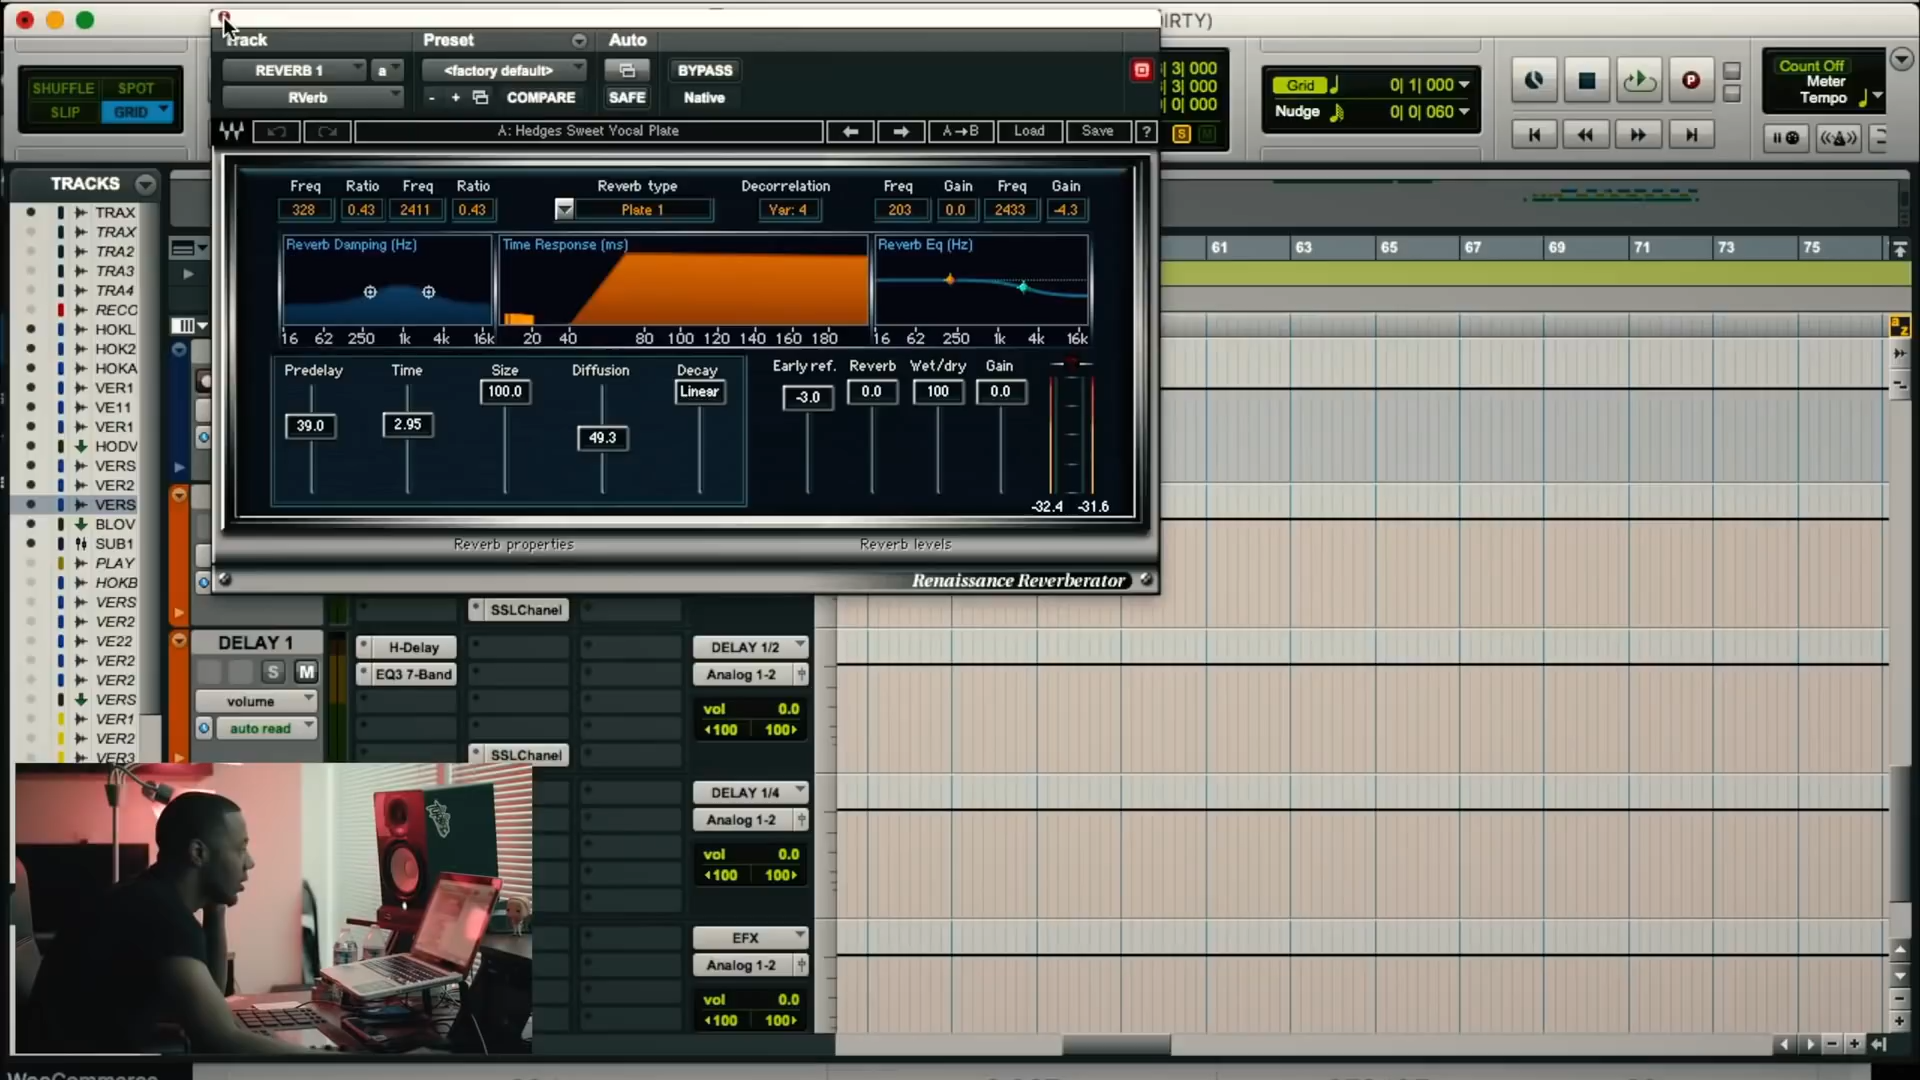 IRTY)
Track Preset Auto
REVERB 1 a <factory default> BYPASS
RVerb - + COMPARE SAFE Native
SHUFFLE SPOT
SLIP GRID
3| 000
3| 000
0| 000
S M
Grid 0| 1| 000
Nudge 0| 0| 060
P
Count Off
Meter
Tempo
A: Hedges Sweet Vocal Plate A→B Load Save ?
Freq Ratio Freq Ratio Reverb type Decorrelation Freq Gain Freq Gain
328 0.43 2411 0.43 Plate 1 Var: 4 203 0.0 2433 -4.3
Reverb Damping (Hz) Time Response (ms) Reverb Eq (Hz)
16 62 250 1k 4k 16k 20 40 80 100 120 140 160 180 16 62 250 1k 4k 16k
Predelay Time Size Diffusion Decay Early ref. Reverb Wet/dry Gain
39.0 2.95 100.0 49.3 Linear -3.0 0.0 100 0.0
-32.4 -31.6
Reverb properties Reverb levels
Renaissance Reverberator
61 63 65 67 69 71 73 75
a z
TRACKS
TRAX
TRAX
TRA2
TRA3
TRA4
RECO
HOKL
HOK2
HOKA
VER1
VE11
VER1
HODV
VERS
VER2
VERS
BLOV
SUB1
PLAY
HOKB
VERS
VER2
VE22
VER2
VER2
VERS
VER1
VER2
VER3
SSLChanel
DELAY 1
S M
volume
auto read
H-Delay
EQ3 7-Band
SSLChanel
DELAY 1/2
Analog 1-2
vol 0.0
100 100
DELAY 1/4
Analog 1-2
vol 0.0
100 100
EFX
Analog 1-2
vol 0.0
100 100